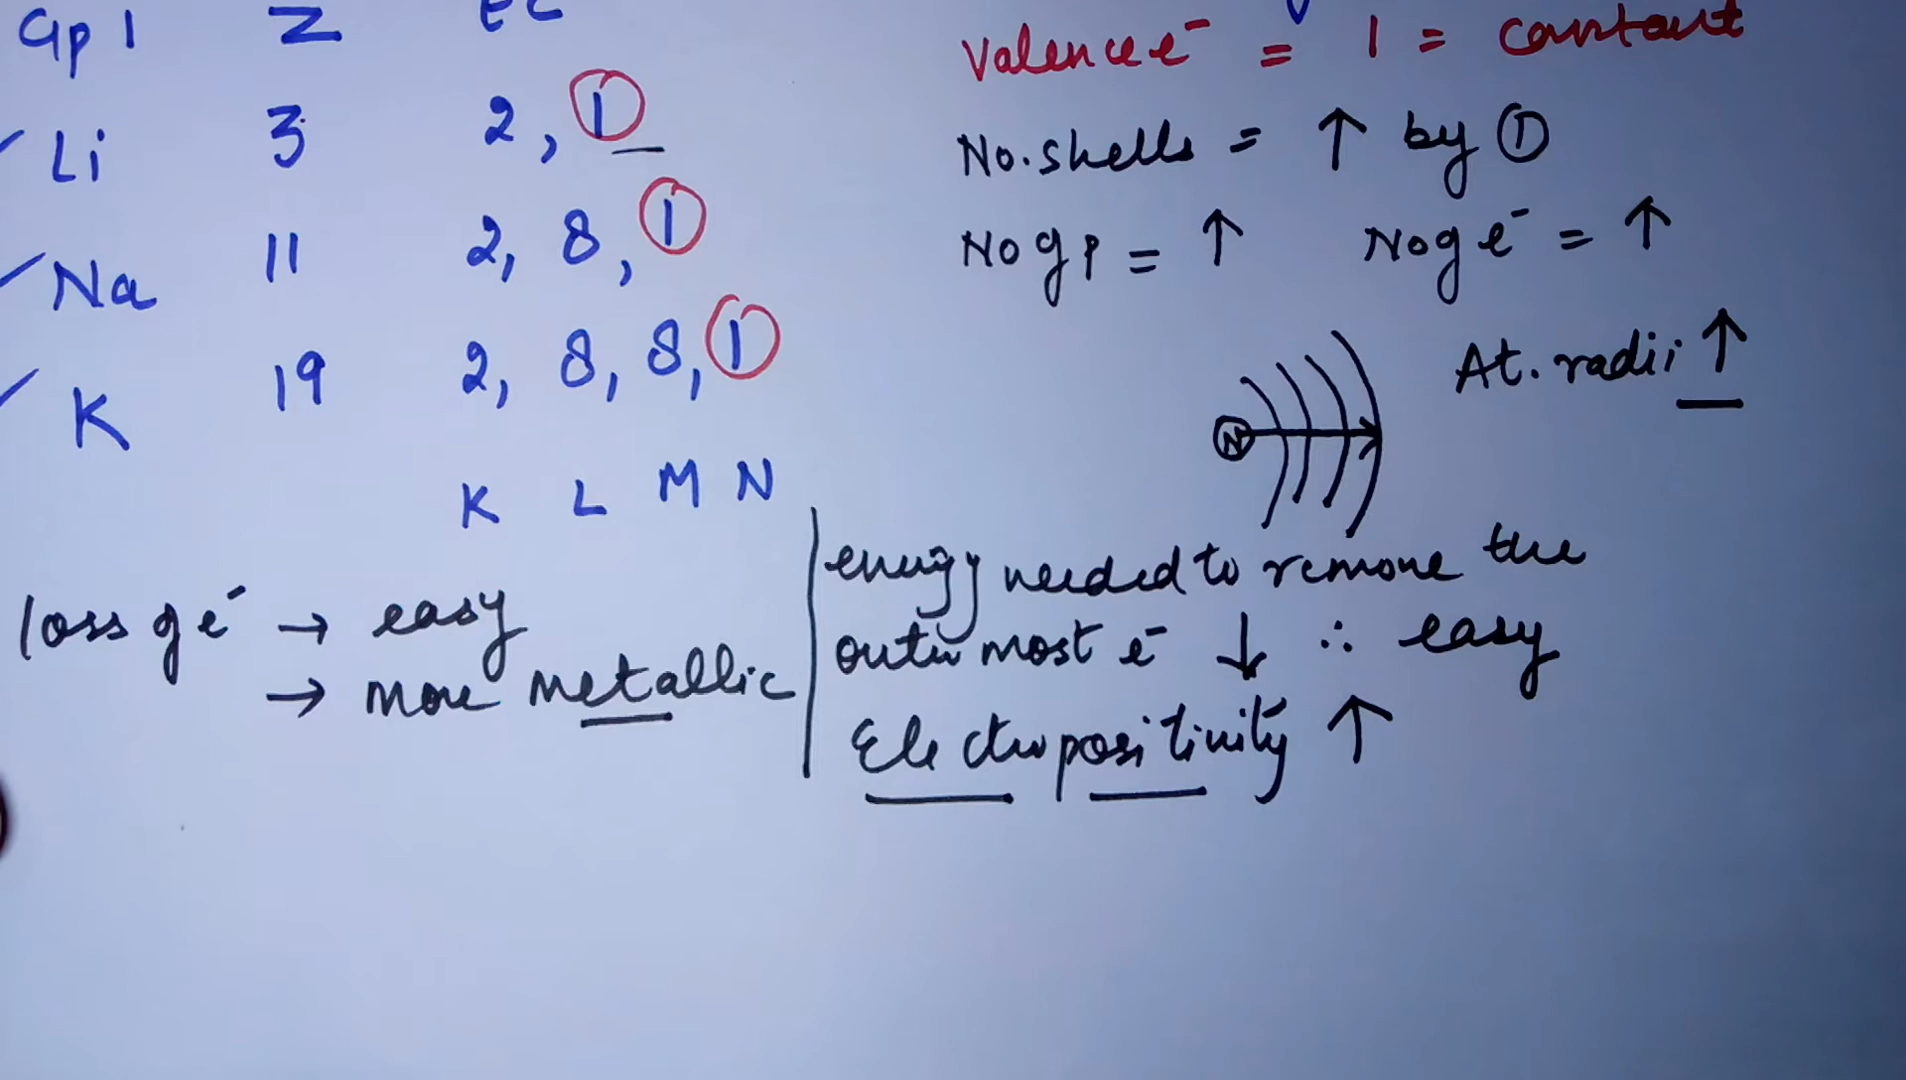 Gp 1 Z EC
Li 3 2, 1
Na 11 2, 8, 1
K 19 2, 8, 8, 1
K L M N
loss of e⁻ → easy
→ more metallic
Valence e⁻ = 1 = constant
No. shells = ↑ by 1
No of p = ↑ No of e⁻ = ↑
At. radii ↑
N
energy needed to remove the
outermost e⁻ ↓ ∴ easy
Electropositivity ↑